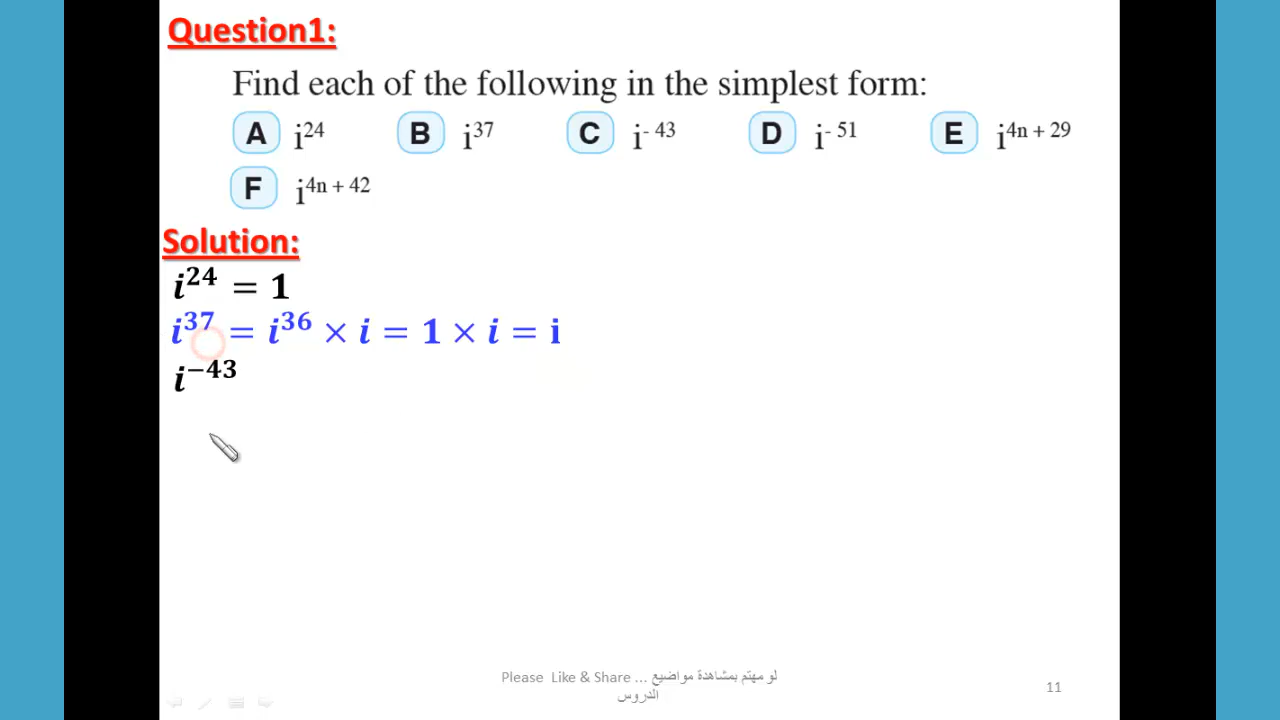 Question1:
Find each of the following in the simplest form:
A i²⁴ B i³⁷ C i⁻ ⁴³ D i⁻ ⁵¹ E i⁴ⁿ ⁺ ²⁹
F i⁴ⁿ ⁺ ⁴²
Solution:
i²⁴ = 1
i³⁷ = i³⁶ × i = 1 × i = i
i⁻⁴³
Please Like & Share ... لو مهتم بمشاهدة مواضيع
الدروس
11